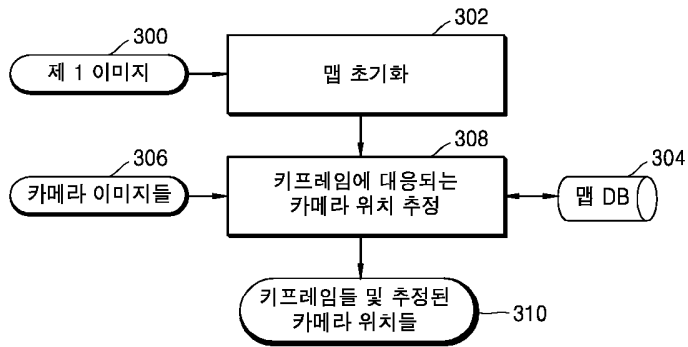 300
제 1 이미지
302
맵 초기화
306
카메라 이미지들
308
키프레임에 대응되는
카메라 위치 추정
304
맵 DB
키프레임들 및 추정된
카메라 위치들
310